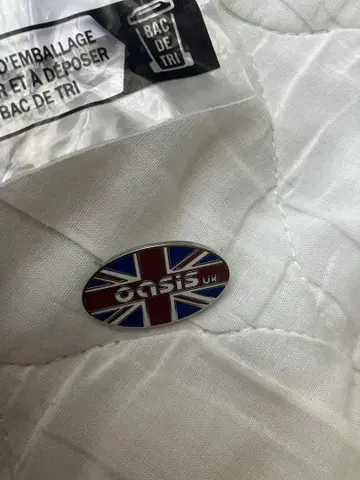 D'EMBALLAGE
R ET À DÉPOSER
BAC DE TRI
BAC
DE
TRI
oasis UK